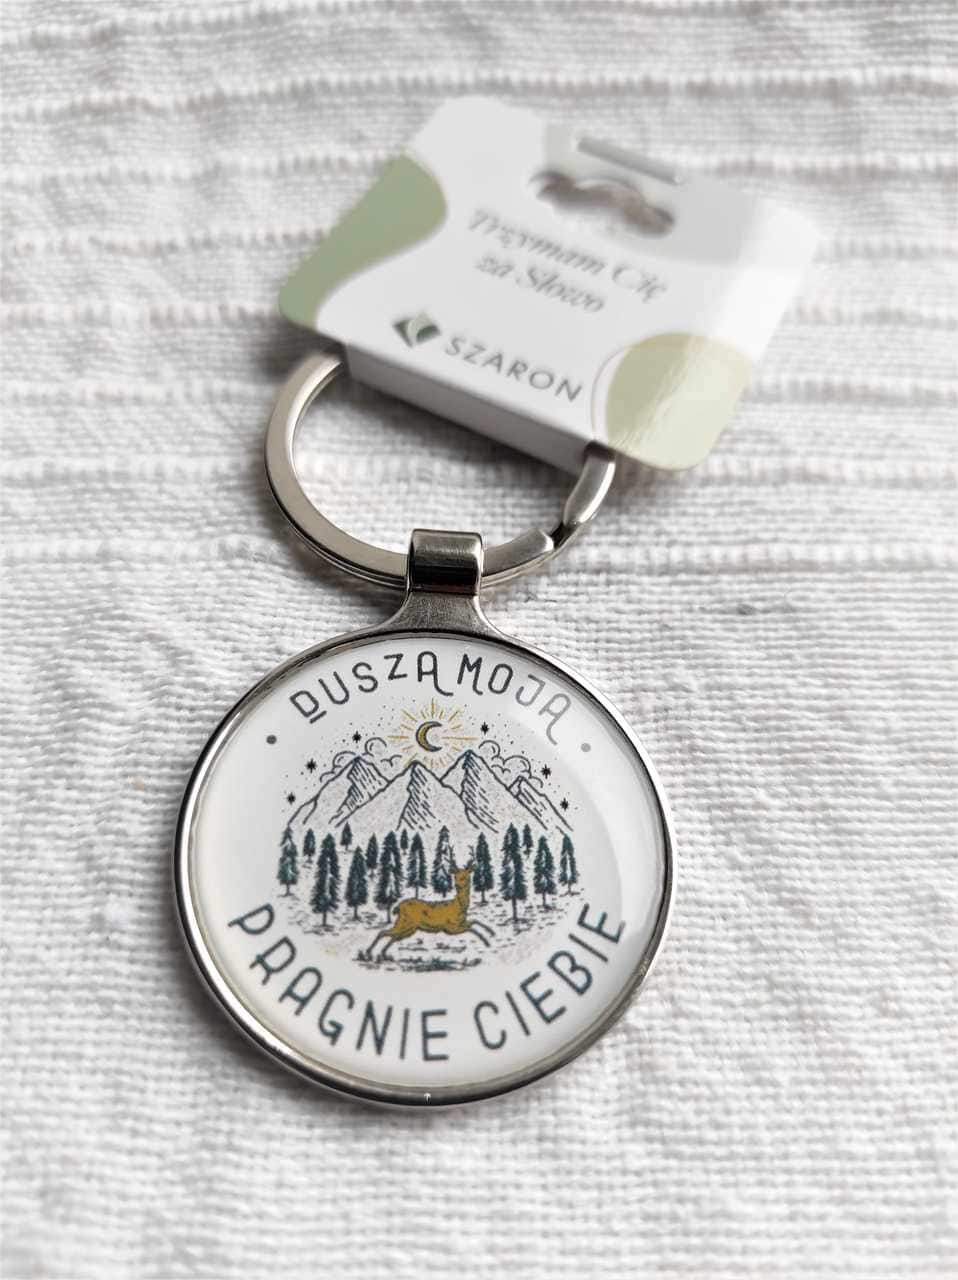 Trzymam Cię
za Słowo
SZARON
DUSZA MOJA
PRAGNIE CIEBIE